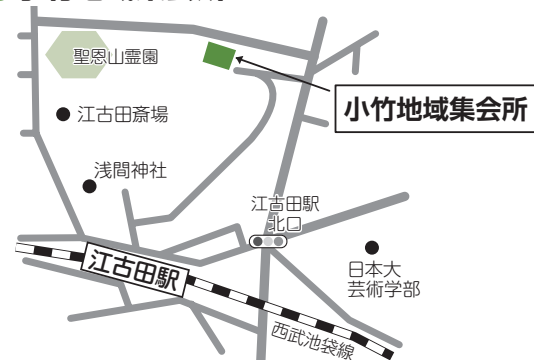 聖恩山霊園
小竹地域集会所
江古田斎場
浅間神社
江古田駅
北口
江古田駅
日本大
芸術学部
西武池袋線